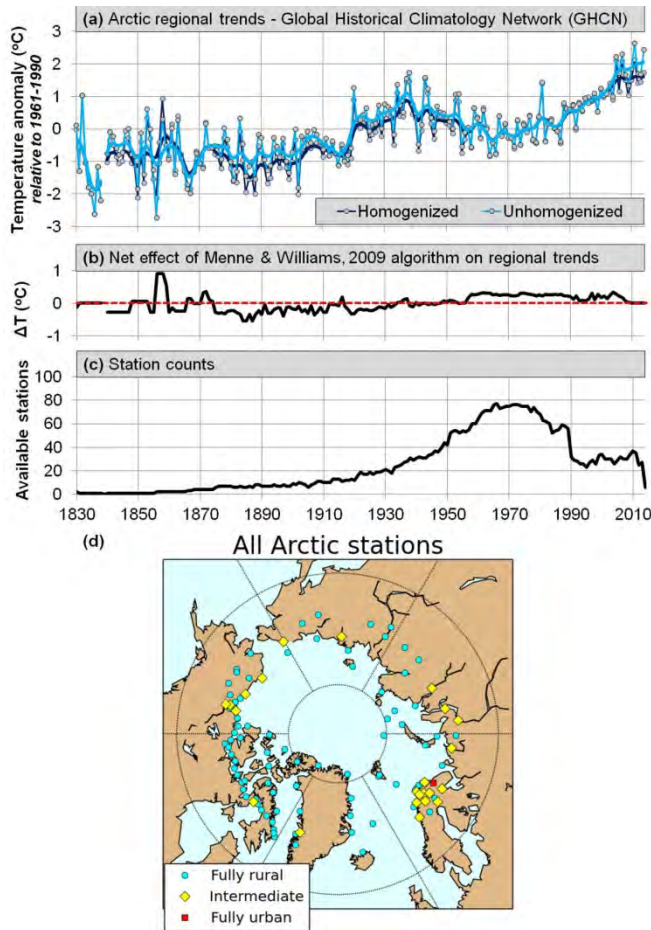 (a) Arctic regional trends - Global Historical Climatology Network (GHCN)
Temperature anomaly (ºC)
relative to 1961-1990
3
2
1
0
-1
-2
-3
Homogenized
Unhomogenized
(b) Net effect of Menne & Williams, 2009 algorithm on regional trends
ΔT (ºC)
1
0
-1
(c) Station counts
Available stations
100
80
60
40
20
0
1830 1850 1870 1890 1910 1930 1950 1970 1990 2010
(d)
All Arctic stations
Fully rural
Intermediate
Fully urban